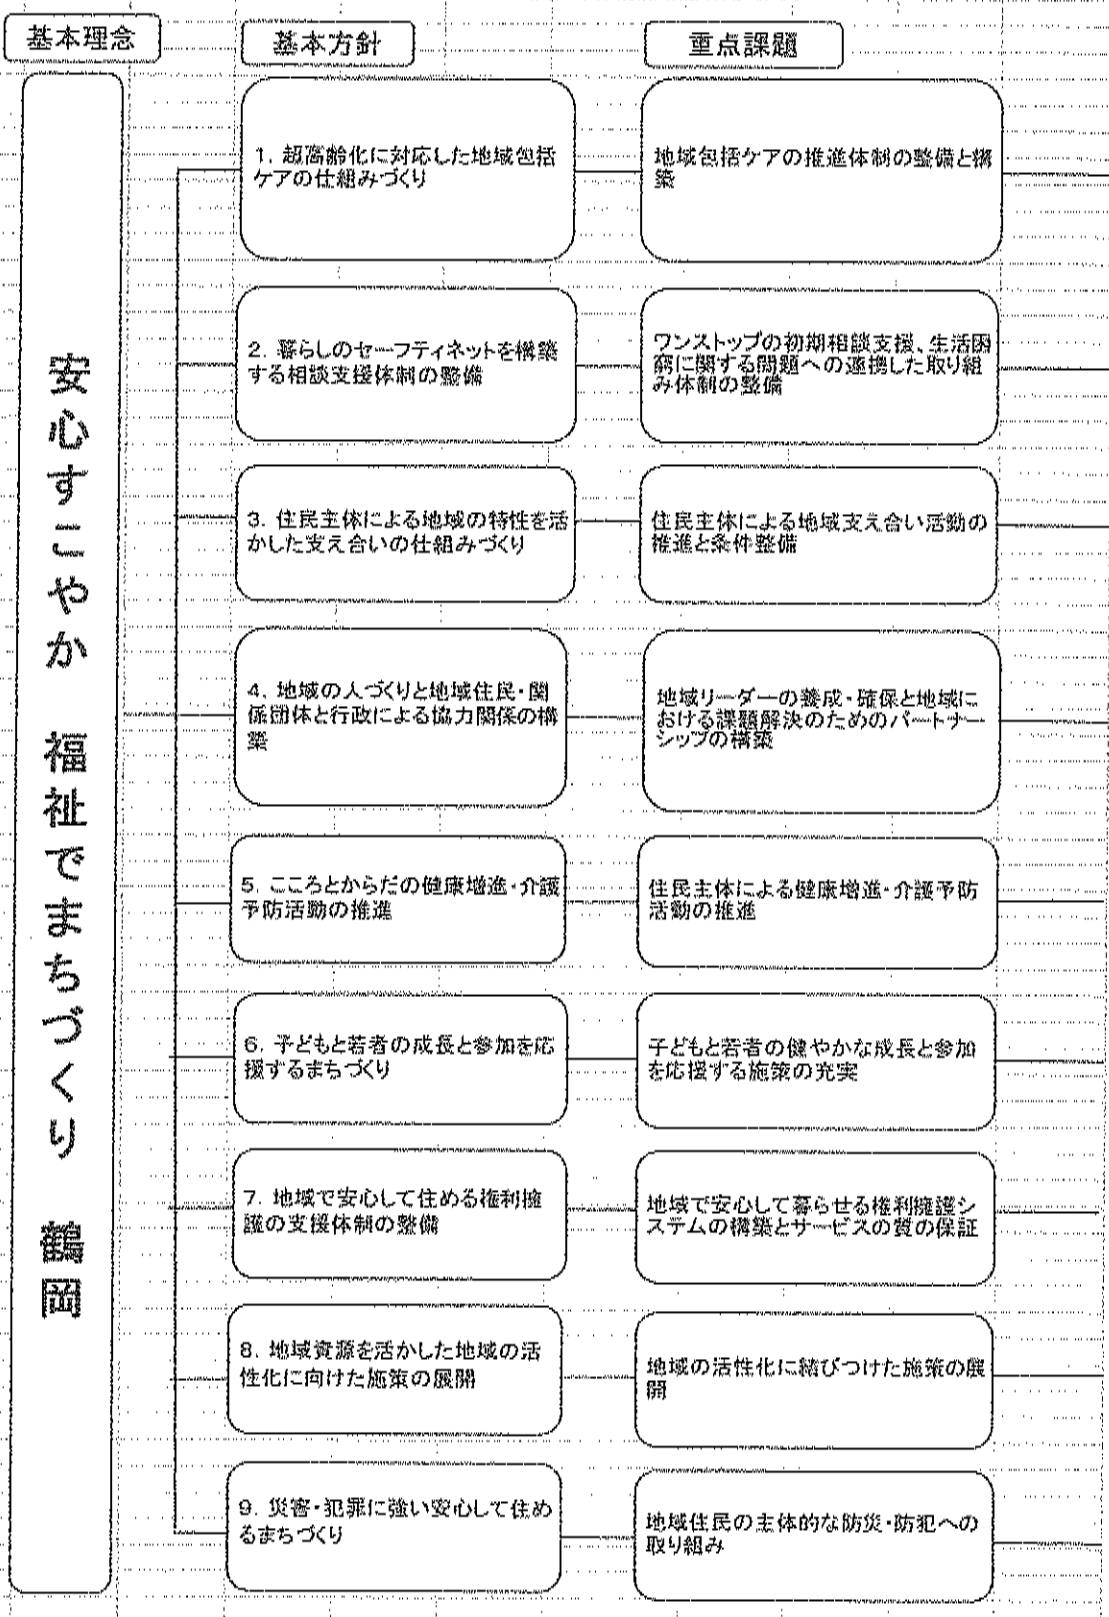 基本理念
基本方針
重点課題
安心すこやか 福祉でまちづくり 鶴岡
1. 超高齢化に対応した地域包括
ケアの仕組みづくり
地域包括ケアの推進体制の整備と構
築
2. 暮らしのセーフティネットを構築
する相談支援体制の整備
ワンストップの初期相談支援、生活困
窮に関する問題への連携した取り組
み体制の整備
3. 住民主体による地域の特性を活
かした支え合いの仕組みづくり
住民主体による地域支え合い活動の
推進と条件整備
4. 地域の人づくりと地域住民・関
係団体と行政による協力関係の構
築
地域リーダーの養成・確保と地域に
おける課題解決のためのパートナー
シップの構築
5. こころとからだの健康増進・介護
予防活動の推進
住民主体による健康増進・介護予防
活動の推進
6. 子どもと若者の成長と参加を応
援するまちづくり
子どもと若者の健やかな成長と参加
を応援する施策の充実
7. 地域で安心して住める権利擁
護の支援体制の整備
地域で安心して暮らせる権利擁護シ
ステムの構築とサービスの質の保証
8. 地域資源を活かした地域の活
性化に向けた施策の展開
地域の活性化に結びつけた施策の展
開
9. 災害・犯罪に強い安心して住め
るまちづくり
地域住民の主体的な防災・防犯への
取り組み